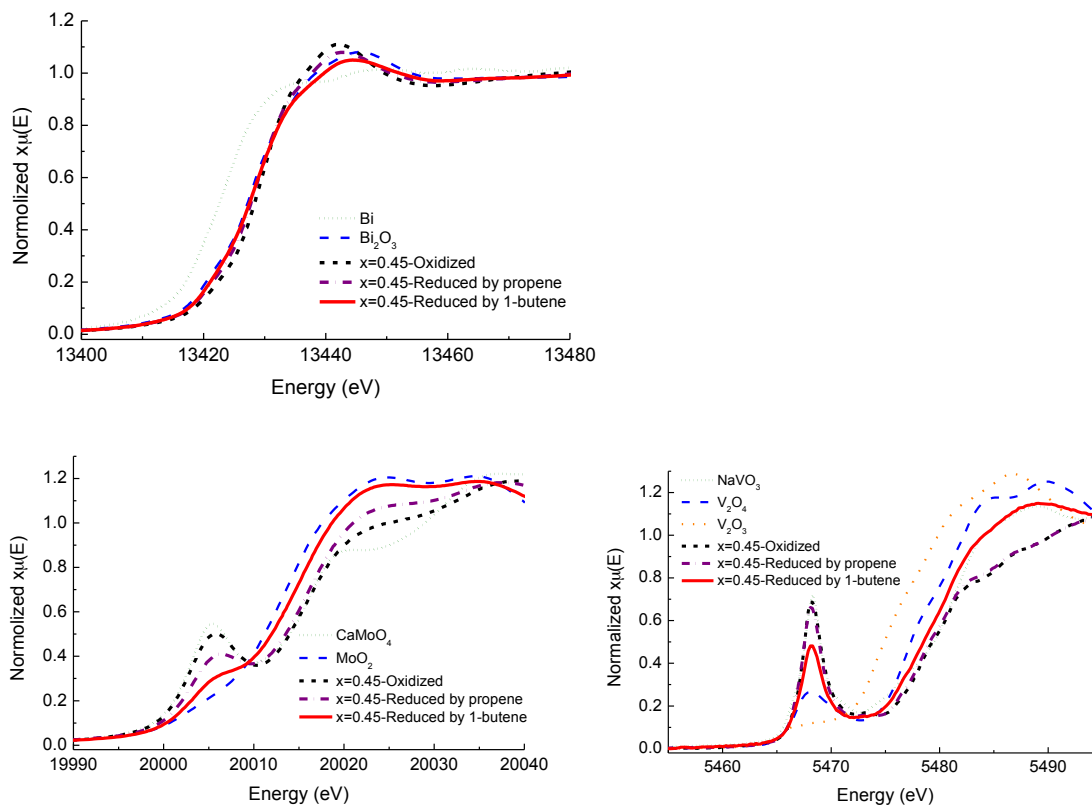 1.2
1.0
0.8
0.6
0.4
0.2
0.0
Normolized xμ(E)
Bi
Bi₂O₃
x=0.45-Oxidized
x=0.45-Reduced by propene
x=0.45-Reduced by 1-butene
13400 13420 13440 13460 13480
Energy (eV)
1.2
1.0
0.8
0.6
0.4
0.2
0.0
Normolized xμ(E)
CaMoO₄
MoO₂
x=0.45-Oxidized
x=0.45-Reduced by propene
x=0.45-Reduced by 1-butene
19990 20000 20010 20020 20030 20040
Energy (eV)
1.2
1.1
0.9
0.8
0.6
0.5
0.3
0.2
0.0
Normalized xμ(E)
NaVO₃
V₂O₄
V₂O₃
x=0.45-Oxidized
x=0.45-Reduced by propene
x=0.45-Reduced by 1-butene
5460 5470 5480 5490
Energy (eV)